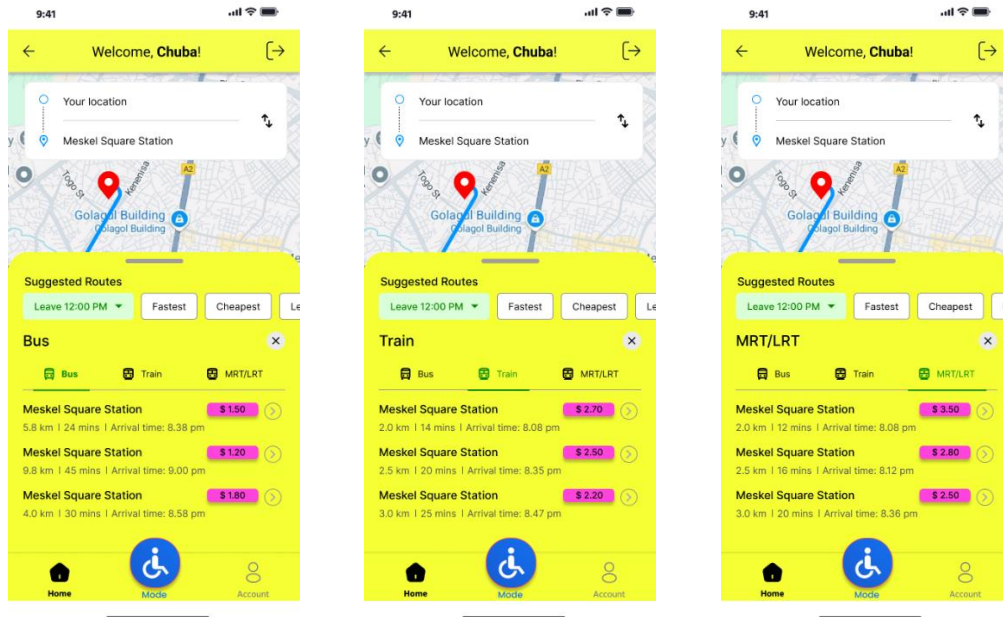 9:41
Welcome, Chuba!
Your location
Meskel Square Station
Togo St
Kenenisa
A2
Golagol Building
Golagol Building
Suggested Routes
Leave 12:00 PM Fastest Cheapest Le
Bus
Bus Train MRT/LRT
Meskel Square Station $ 1.50
5.8 km | 24 mins | Arrival time: 8.38 pm
Meskel Square Station $ 1.20
9.8 km | 45 mins | Arrival time: 9.00 pm
Meskel Square Station $ 1.80
4.0 km | 30 mins | Arrival time: 8.58 pm
Home Mode Account
9:41
Welcome, Chuba!
Your location
Meskel Square Station
Togo St
Kenenisa
A2
Golagol Building
Golagol Building
Suggested Routes
Leave 12:00 PM Fastest Cheapest Le
Train
Bus Train MRT/LRT
Meskel Square Station $ 2.70
2.0 km | 14 mins | Arrival time: 8.08 pm
Meskel Square Station $ 2.50
2.5 km | 20 mins | Arrival time: 8.35 pm
Meskel Square Station $ 2.20
3.0 km | 25 mins | Arrival time: 8.47 pm
Home Mode Account
9:41
Welcome, Chuba!
Your location
Meskel Square Station
Togo St
Kenenisa
A2
Golagol Building
Golagol Building
Suggested Routes
Leave 12:00 PM Fastest Cheapest
MRT/LRT
Bus Train MRT/LRT
Meskel Square Station $ 3.50
2.0 km | 12 mins | Arrival time: 8.08 pm
Meskel Square Station $ 2.80
2.5 km | 16 mins | Arrival time: 8.12 pm
Meskel Square Station $ 2.50
3.0 km | 20 mins | Arrival time: 8.36 pm
Home Mode Account